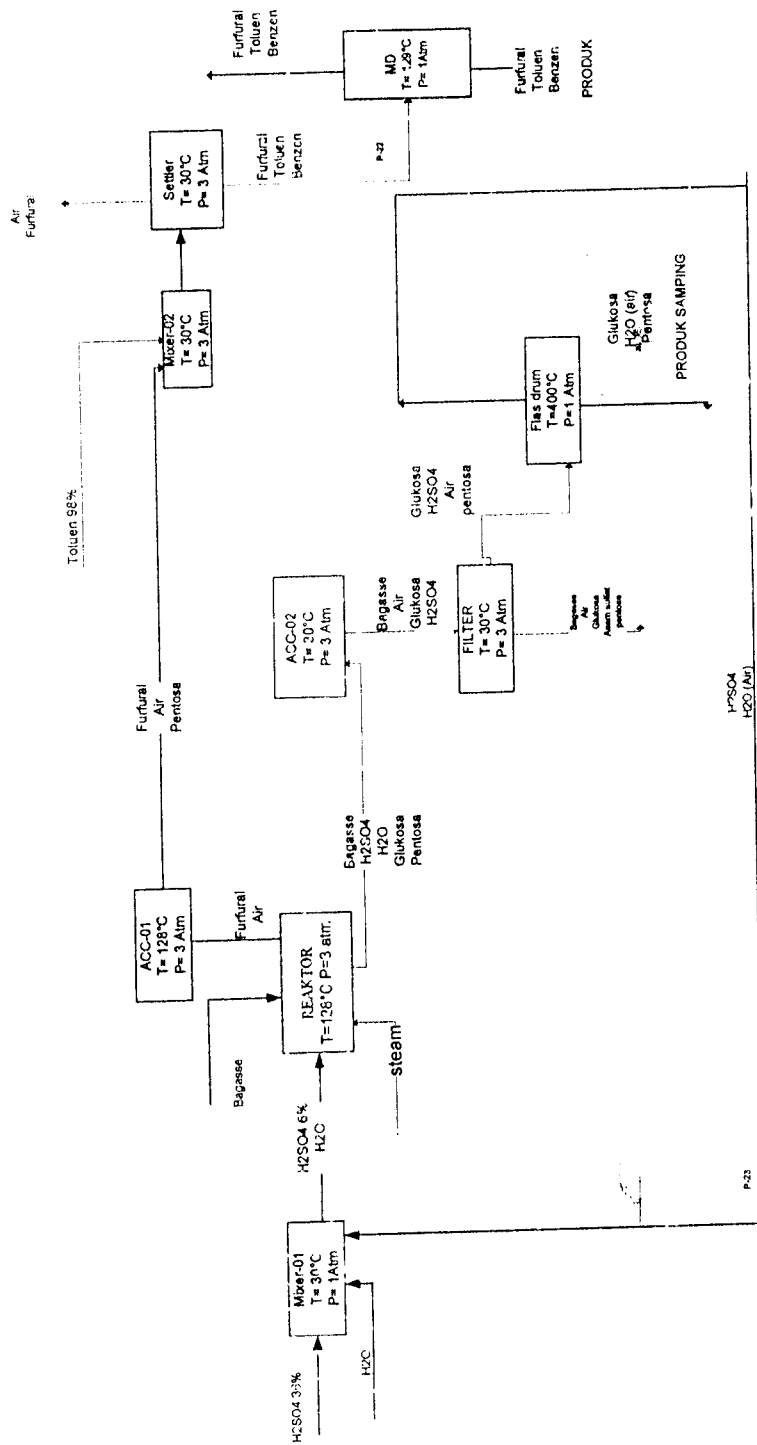 H2SO4 36%
H2O
Mixer-01
T= 30°C
P= 1Atm
H2SO4 6%
H2O
Bagasse
steam
REAKTOR
T=128°C P=3 atm.
Furfural
Air
ACC-01
T= 128°C
P= 3 Atm
Furfural
Air
Pentosa
Toluen 98%
Mixer-02
T= 30°C
P= 3 Atm
Settler
T= 30°C
P= 3 Atm
Air
Furfural
Furfural
Toluen
Benzen
P-22
MD
T= 129°C
P= 1Atm
Furfural
Toluen
Benzen
Furfural
Toluen
Benzen
PRODUK
Bagasse
H2SO4
H2O
Glukosa
Pentosa
ACC-02
T= 30°C
P= 3 Atm
Bagasse
Air
Glukosa
H2SO4
FILTER
T= 30°C
P= 3 Atm
Bagasse
Air
Glukosa
Asam sulfat
pentosa
Glukosa
H2SO4
Air
pentosa
Flas drum
T=400°C
P= 1 Atm
Glukosa
H2O (air)
Pentosa
PRODUK SAMPING
H2SO4
H2O (Air)
P-23